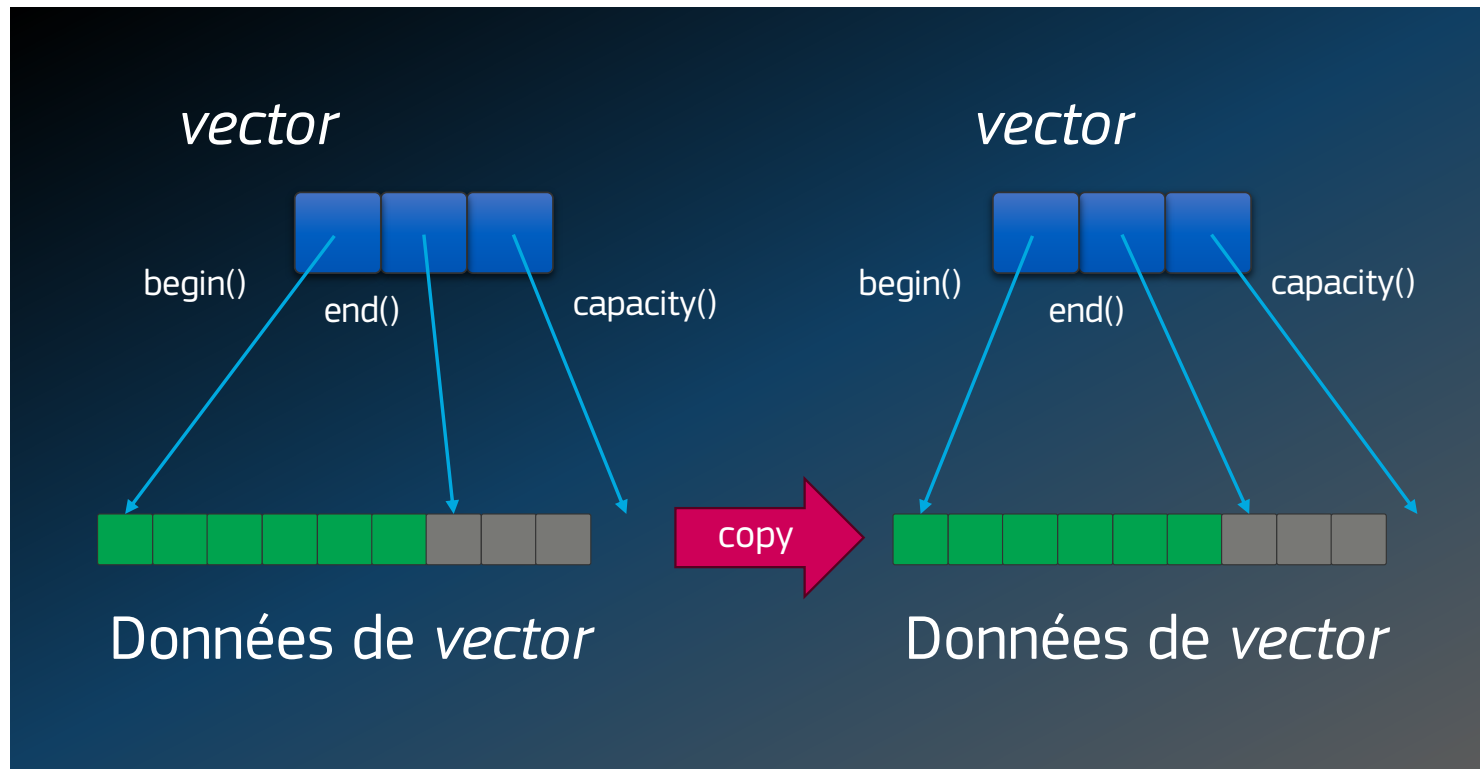 vector
begin()
end()
capacity()
Données de vector
copy
vector
begin()
end()
capacity()
Données de vector